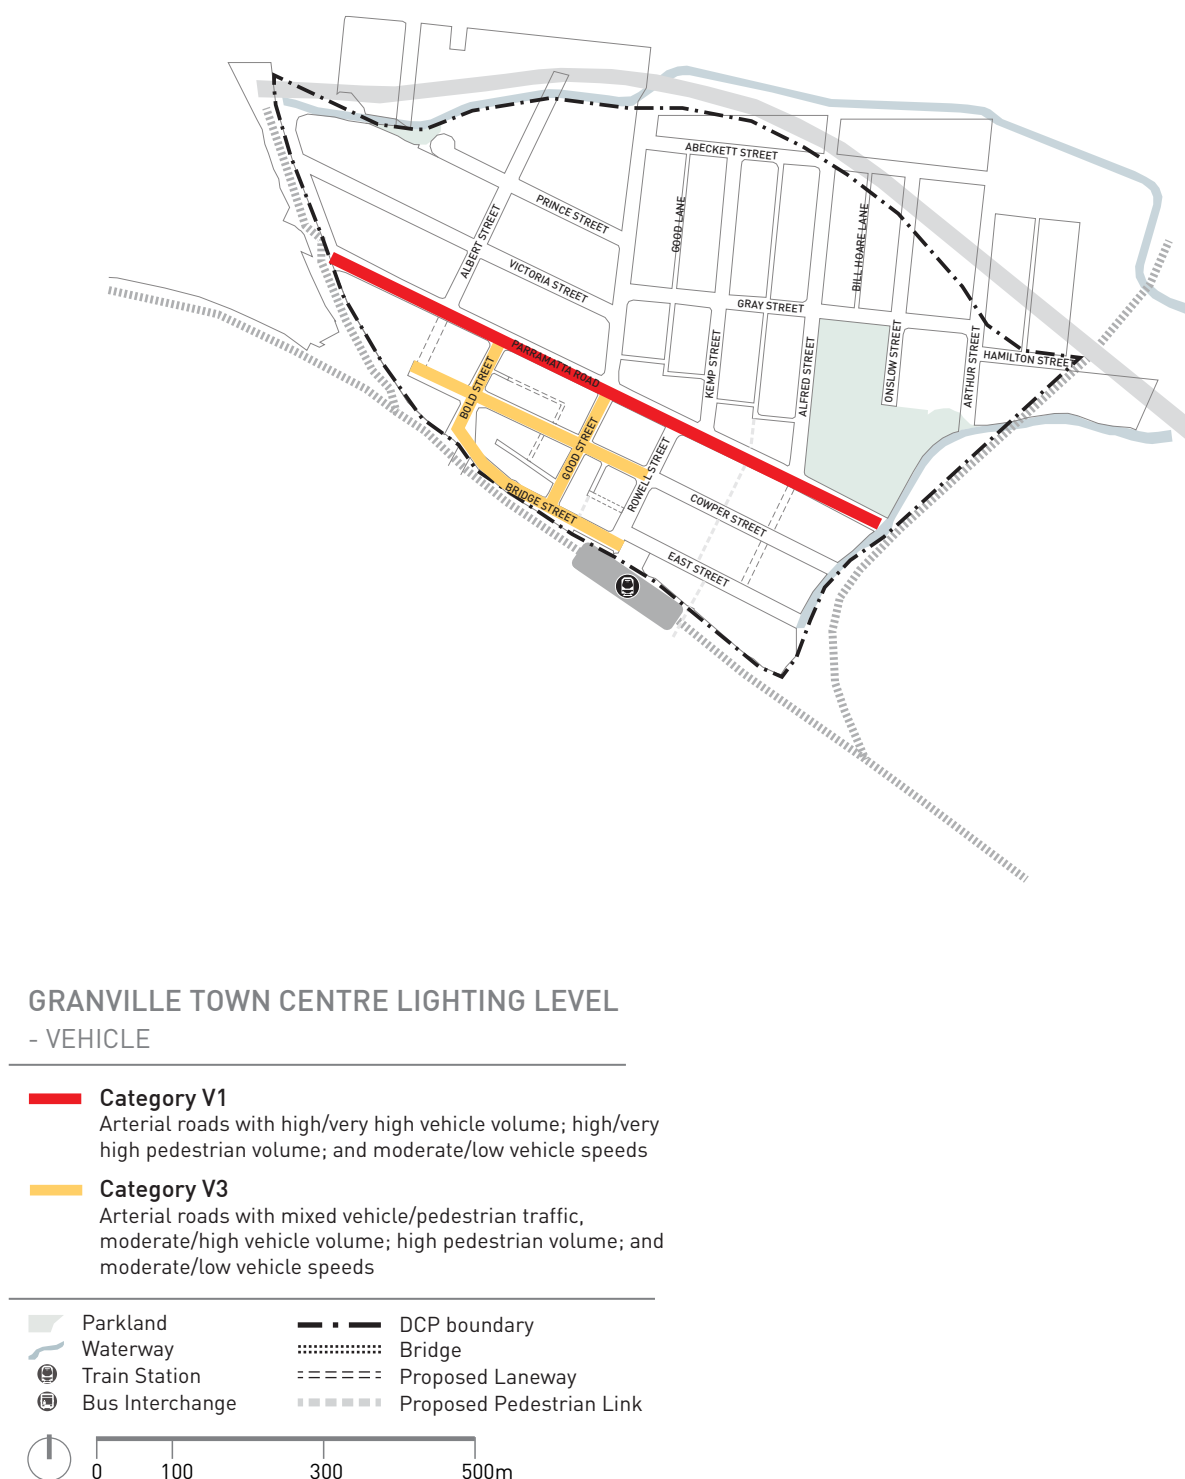 ABECKETT STREET
PRINCE STREET
GOOD LANE
BILL HOARE LANE
ALBERT STREET
VICTORIA STREET
GRAY STREET
PARRAMATTA ROAD
KEMP STREET
ALFRED STREET
ONSLOW STREET
ARTHUR STREET
HAMILTON STREET
BOLD STREET
GOOD STREET
ROWELL STREET
BRIDGE STREET
COWPER STREET
EAST STREET
GRANVILLE TOWN CENTRE LIGHTING LEVEL
- VEHICLE
Category V1
Arterial roads with high/very high vehicle volume; high/very
high pedestrian volume; and moderate/low vehicle speeds
Category V3
Arterial roads with mixed vehicle/pedestrian traffic,
moderate/high vehicle volume; high pedestrian volume; and
moderate/low vehicle speeds
Parkland
Waterway
Train Station
Bus Interchange
DCP boundary
Bridge
Proposed Laneway
Proposed Pedestrian Link
0 100 300 500m